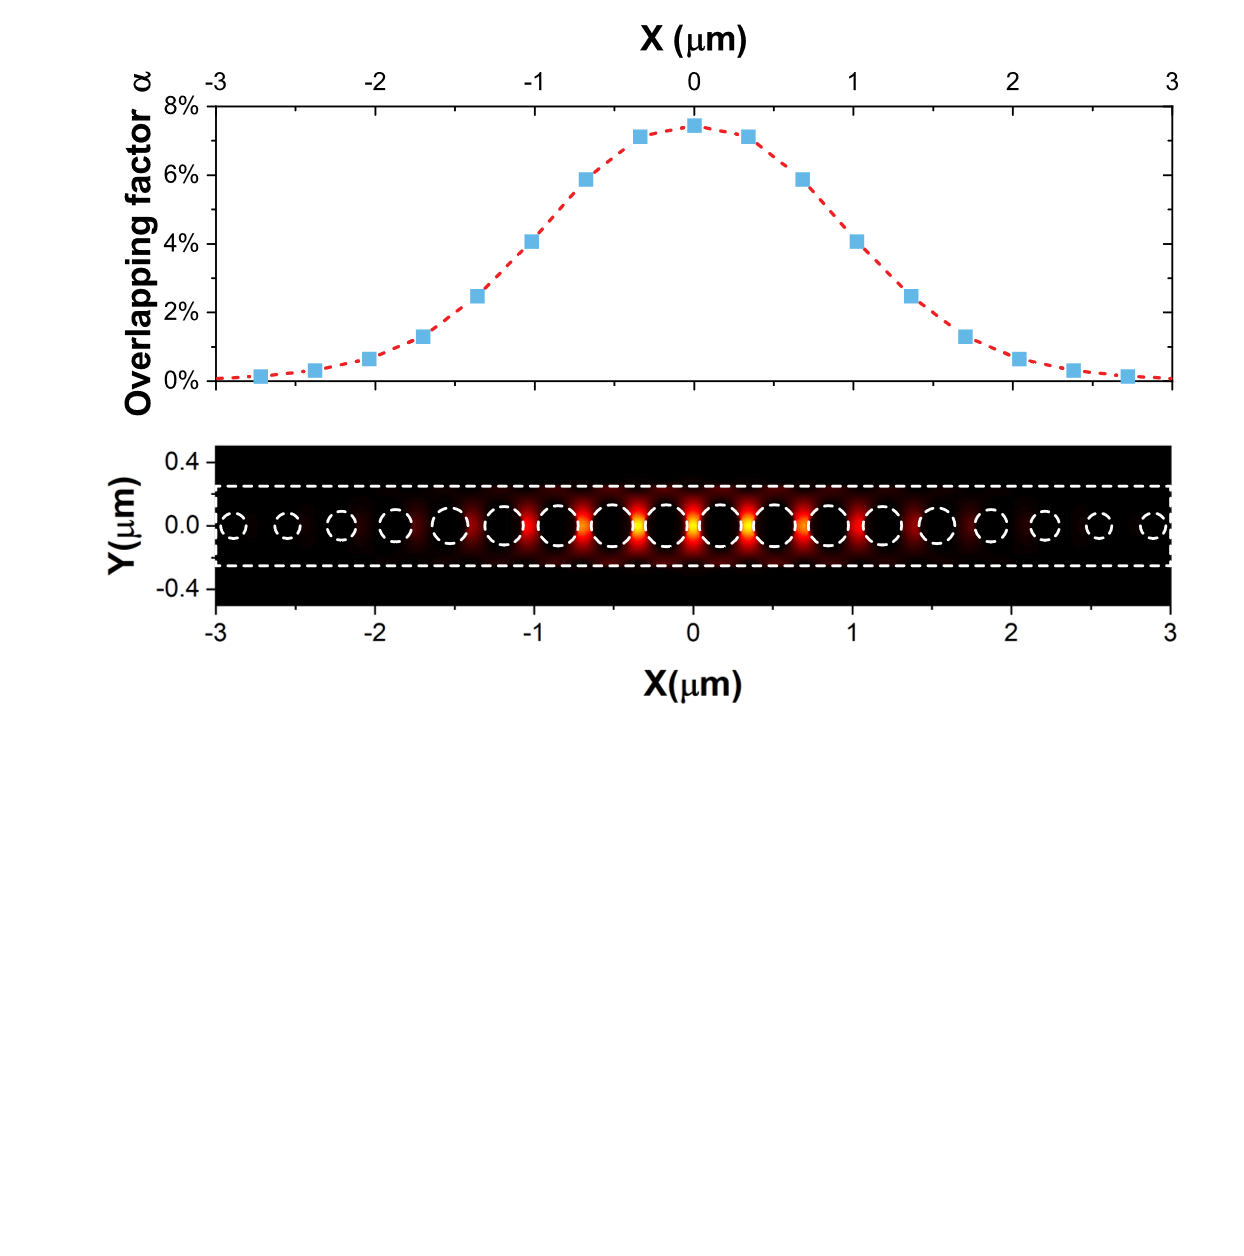 X (μm)
-3 -2 -1 0 1 2 3
Overlapping factor α
8%
6%
4%
2%
0%
Y(μm)
0.4
0.0
-0.4
-3 -2 -1 0 1 2 3
X(μm)